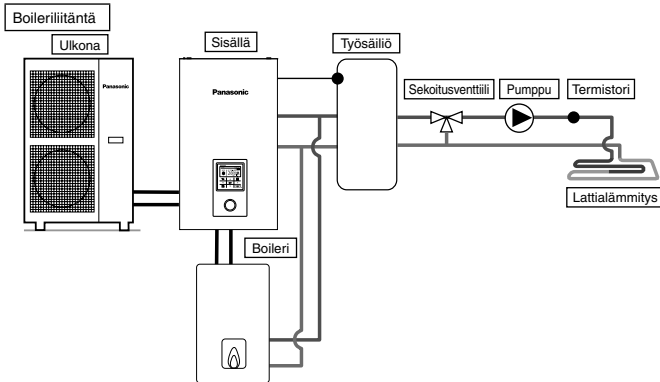 Boileriliitäntä
Ulkona
Sisällä
Työsäiliö
Sekoitusventtiili
Pumppu
Termistori
Panasonic
Panasonic
Lattialämmitys
Boileri